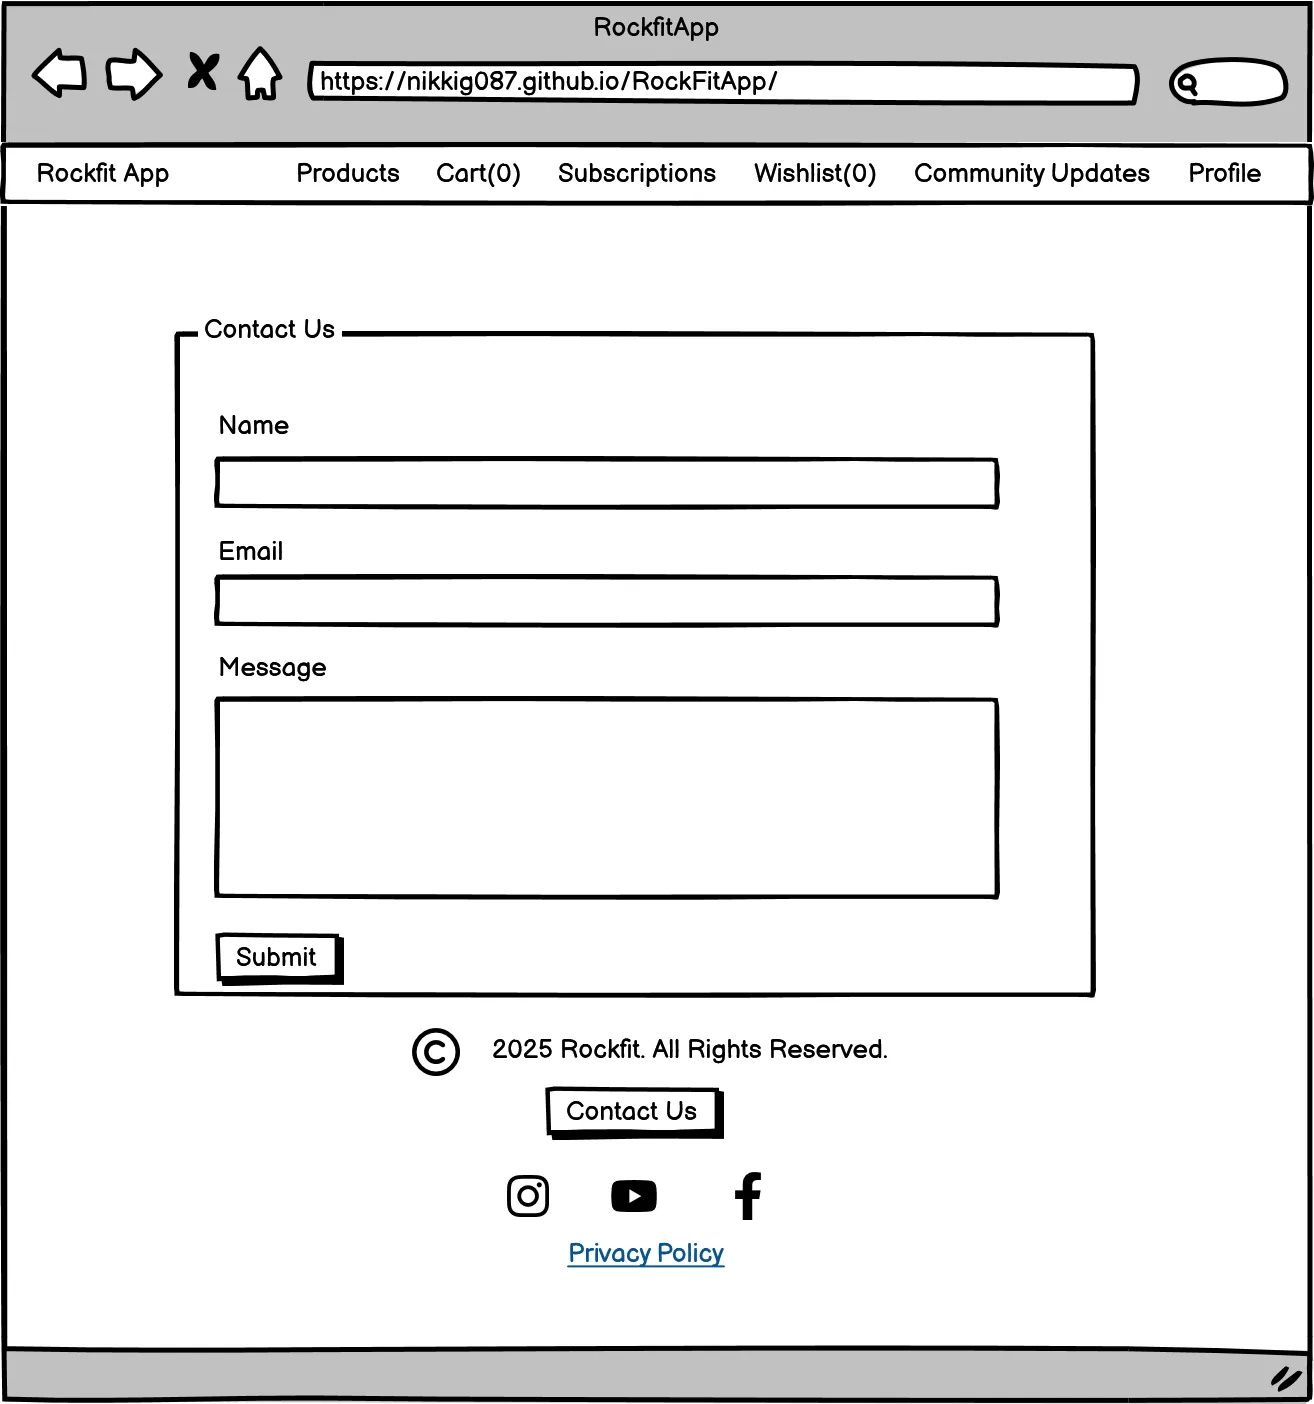 RockfitApp
https://nikkig087.github.io/RockFitApp/
Rockfit App Products Cart(0) Subscriptions Wishlist(0) Community Updates Profile
Contact Us
Name
Email
Message
Submit
© 2025 Rockfit. All Rights Reserved.
Contact Us
Privacy Policy